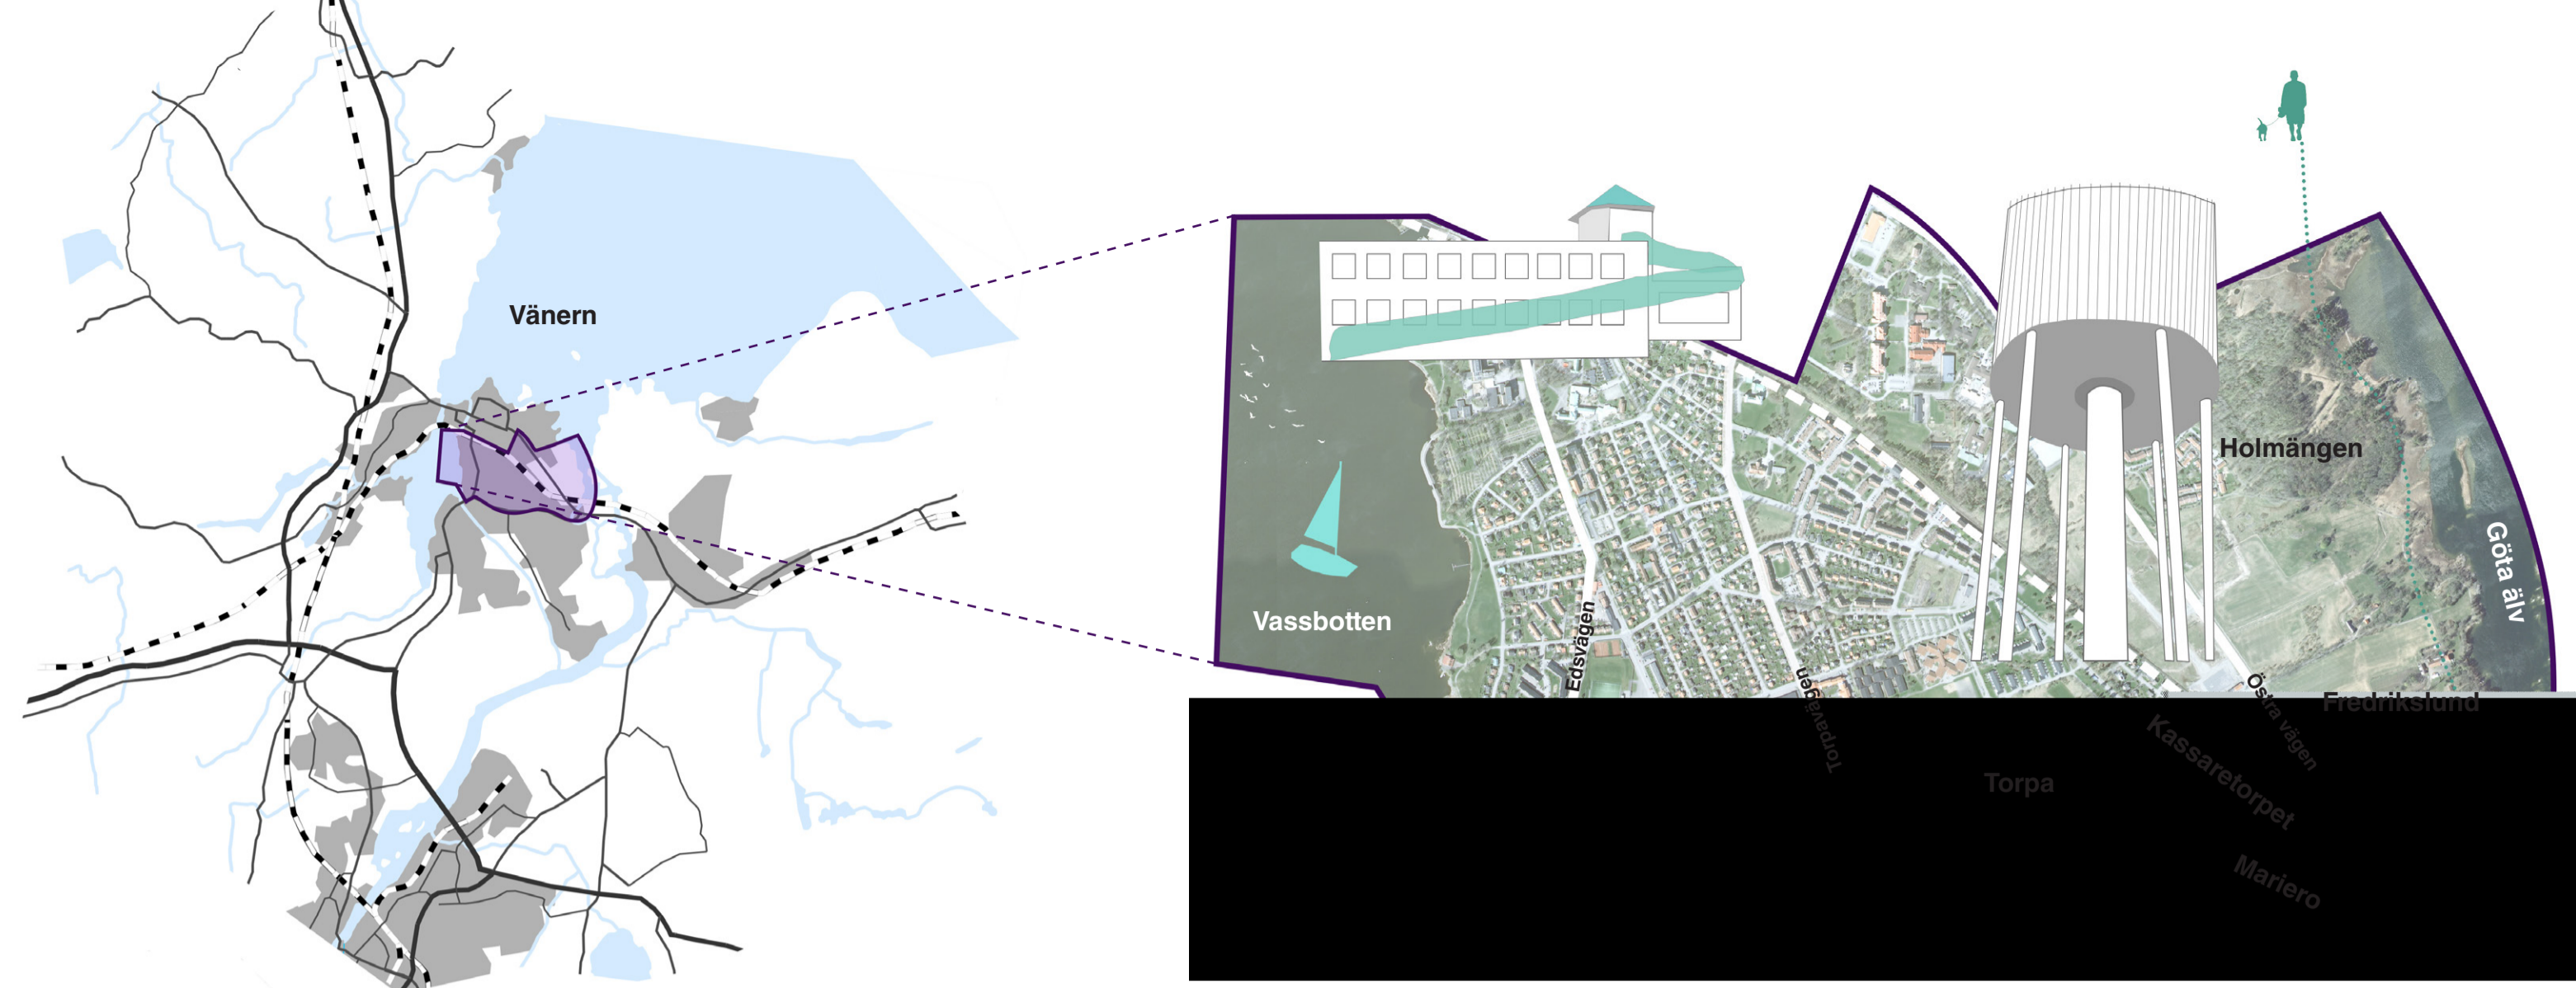 Vänern
Holmängen
Göta älv
Vassbotten
Edsvägen
Torpavägen
Östra vägen
Fredrikslund
Kassaretorpet
Torpa
Mariero